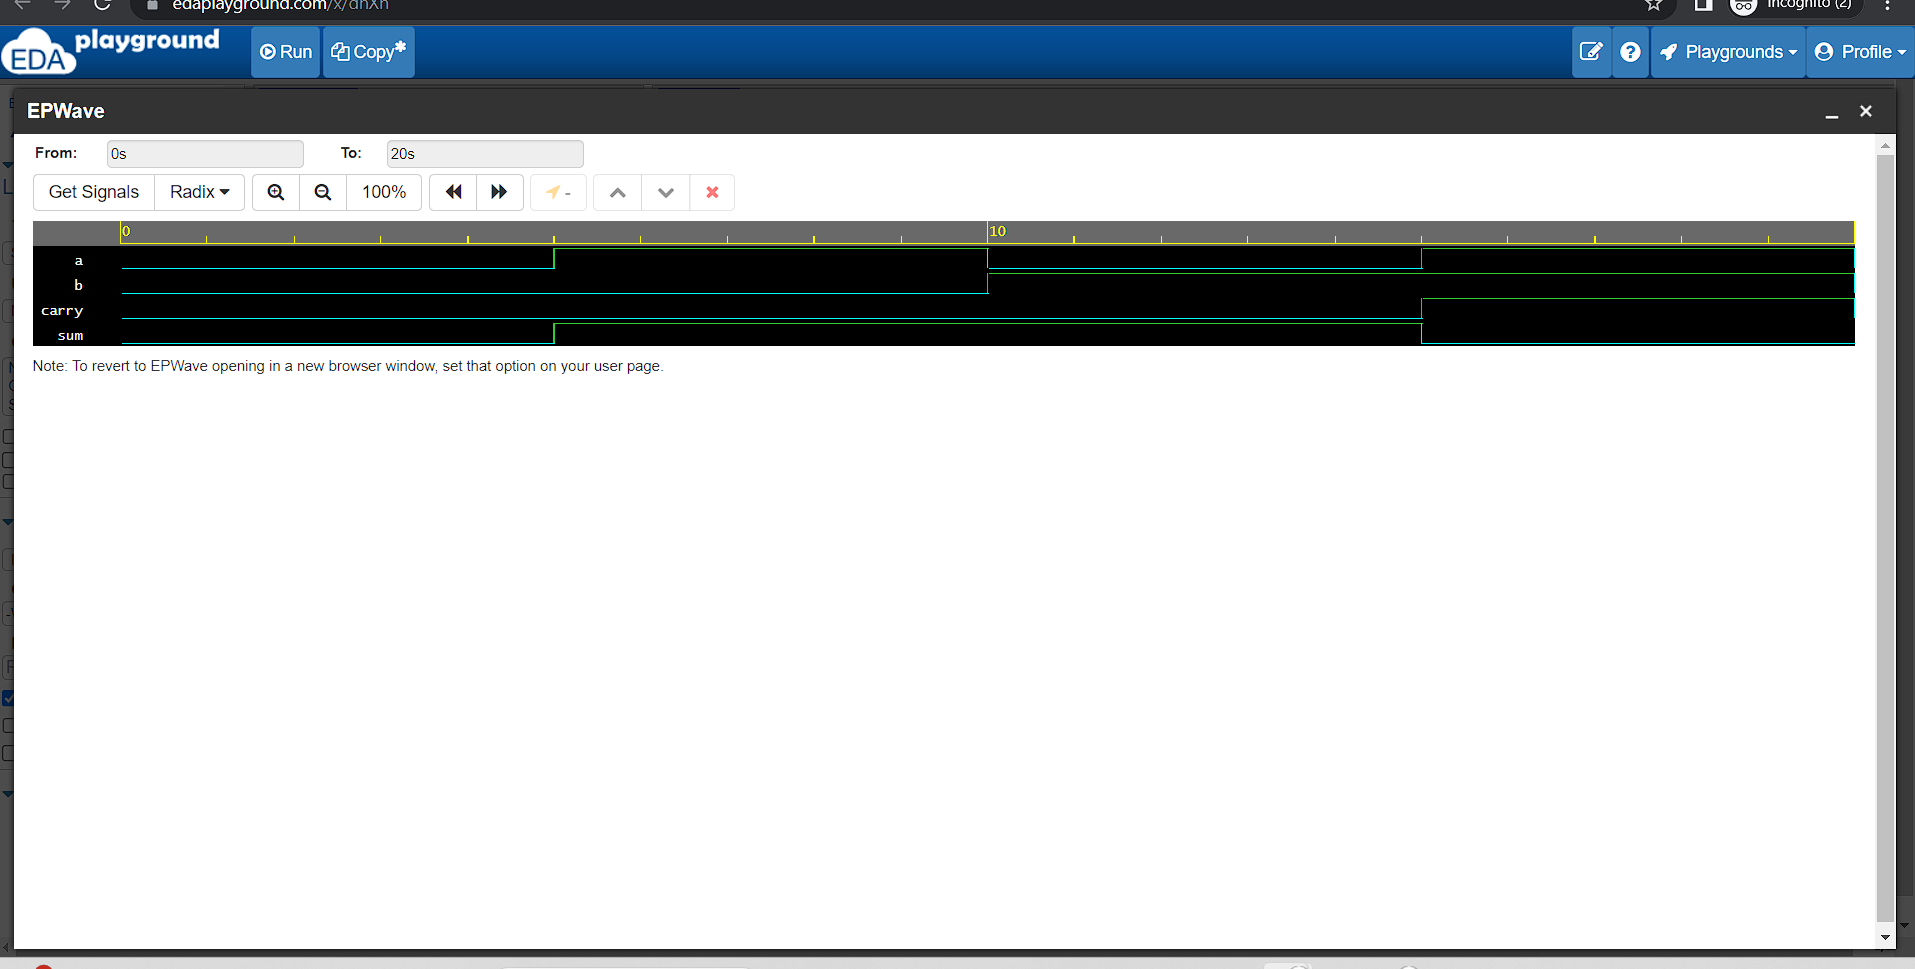 edaplayground.com/x/dhXh
Incognito (2)
EDA playground
Run
Copy*
Playgrounds
Profile
EPWave
From: 0s To: 20s
Get Signals Radix 100% -
0 10
a
b
carry
sum
Note: To revert to EPWave opening in a new browser window, set that option on your user page.